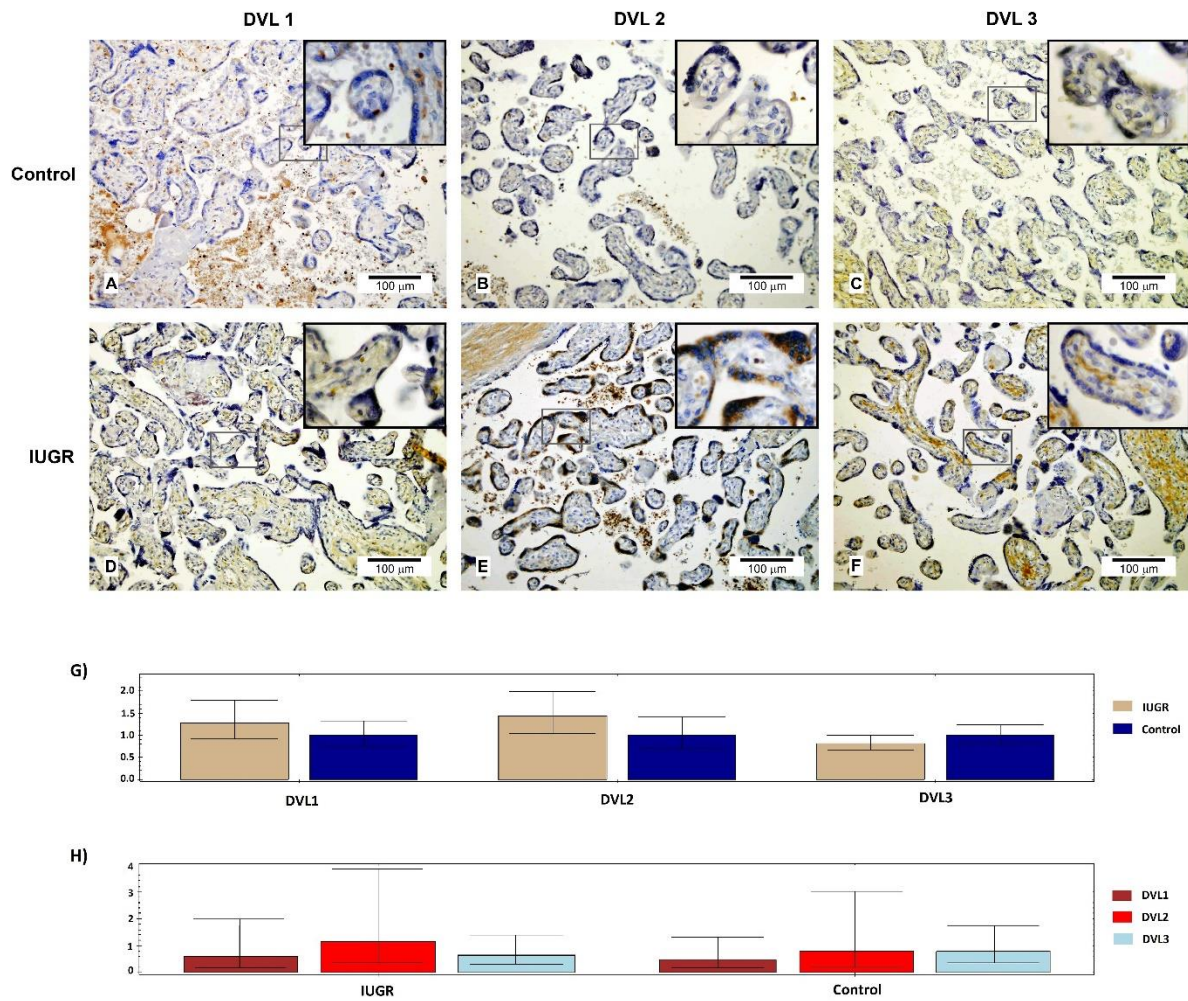 DVL 1 DVL 2 DVL 3
Control
A 100 μm B 100 μm C 100 μm
IUGR
D 100 μm E 100 μm F 100 μm
G)
2.0
1.5
1.0
0.5
0.0
IUGR
Control
DVL1 DVL2 DVL3
H)
4
3
2
1
0
DVL1
DVL2
DVL3
IUGR Control